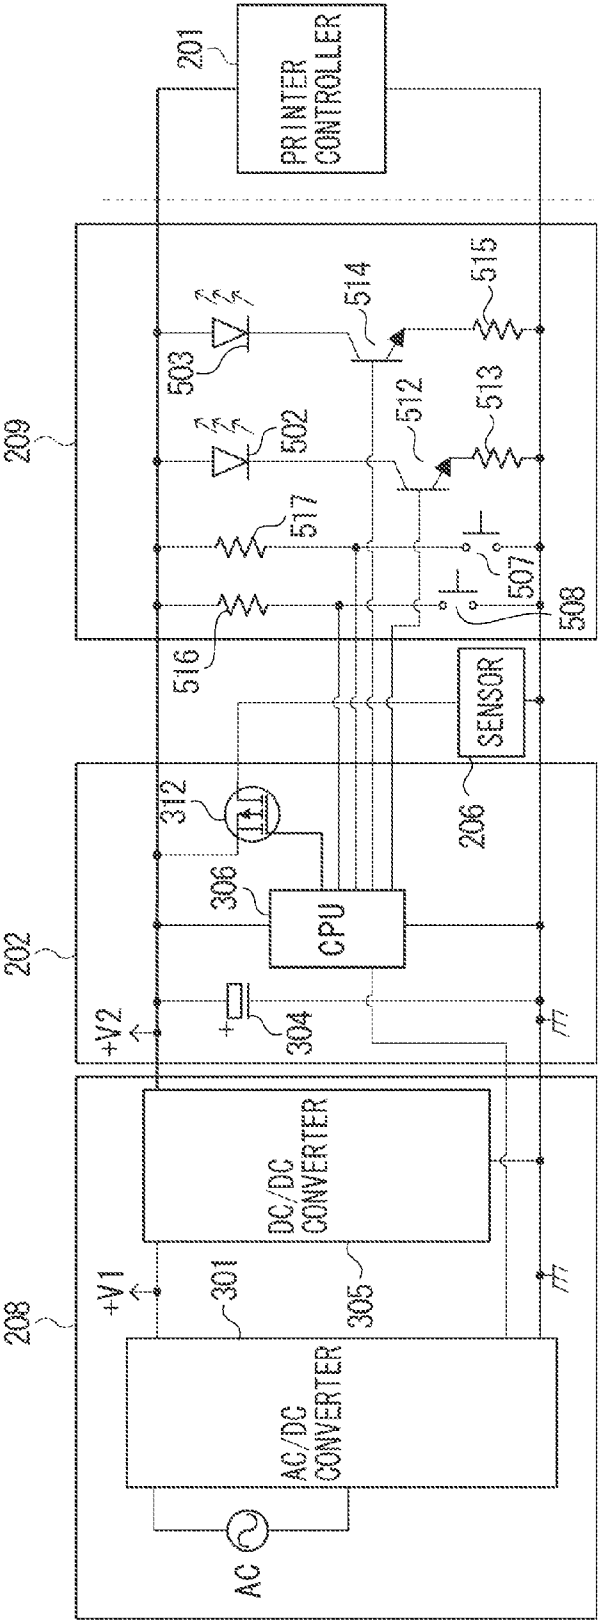 208
AC
AC/DC
CONVERTER
301
+V1
DC/DC
CONVERTER
305
202
+V2
+
304
CPU
306
312
SENSOR
206
209
516
517
502
503
508
507
512
513
514
515
PRINTER
CONTROLLER
201